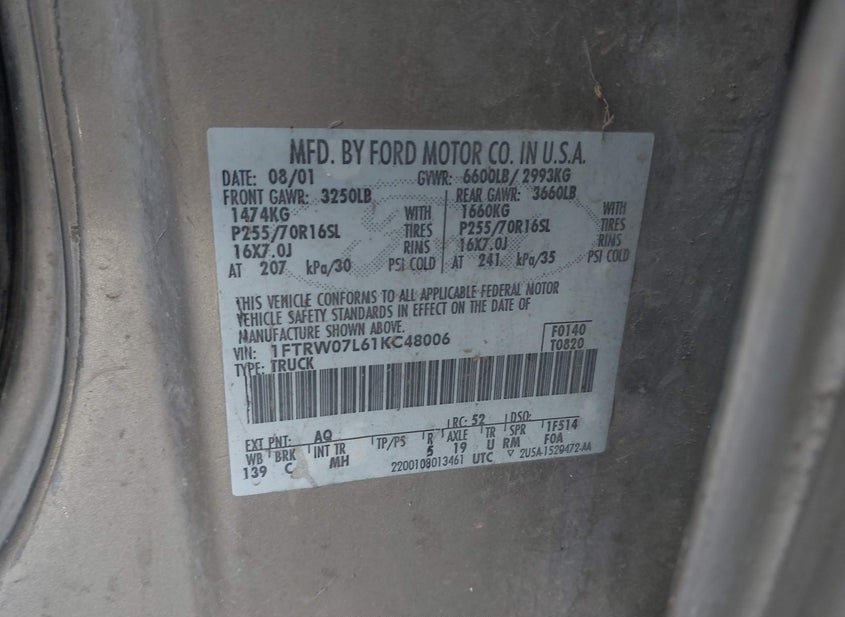 MFD. BY FORD MOTOR CO. IN U.S.A.
DATE: 08/01 GVWR: 6600LB/ 2993KG
FRONT GAWR: 3250LB REAR GAWR: 3660LB
1474KG WITH 1660KG WITH
P255/70R16SL TIRES P255/70R16SL TIRES
16X7.0J RIMS 16X7.0J RIMS
AT 207 kPa/30 PSI COLD AT 241 kPa/35 PSI COLD
THIS VEHICLE CONFORMS TO ALL APPLICABLE FEDERAL MOTOR
VEHICLE SAFETY STANDARDS IN EFFECT ON THE DATE OF
MANUFACTURE SHOWN ABOVE.
VIN: 1FTRW07L61KC48006 F0140
TYPE: TRUCK T0820
EXT PNT: AQ RC: 52 DSO:
WB BRK INT TR TP/PS R AXLE TR SPR 1F514
139 C MH 5 19 U RM FOA
2200108013461 UTC ▽ 2U5A-1529472-AA